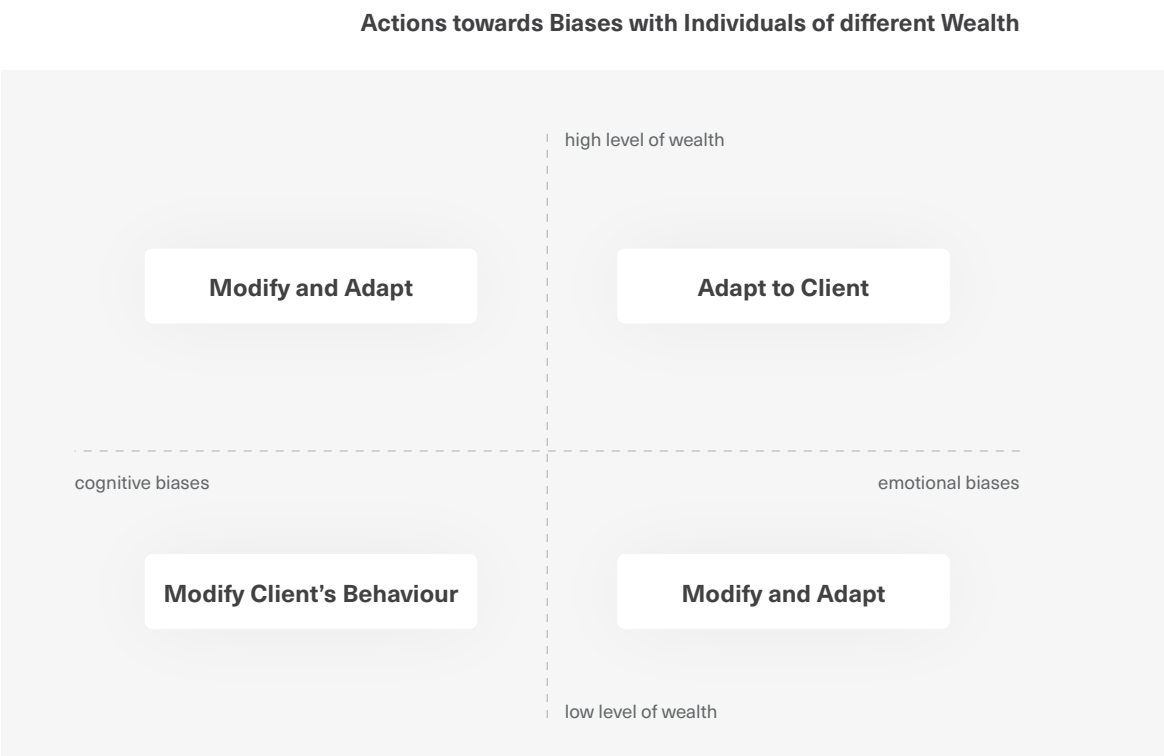 Actions towards Biases with Individuals of different Wealth
high level of wealth
Modify and Adapt
Adapt to Client
cognitive biases
emotional biases
Modify Client’s Behaviour
Modify and Adapt
low level of wealth